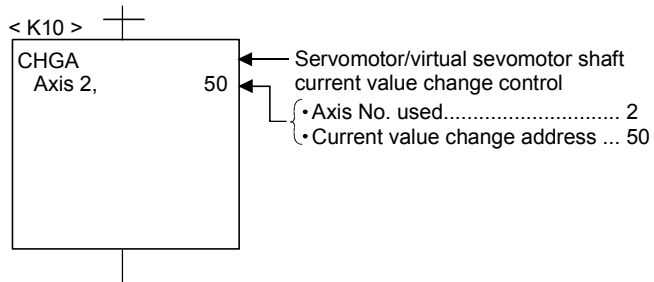 < K10 >
CHGA
Axis 2, 50
Servomotor/virtual sevomotor shaft
current value change control
• Axis No. used.............................. 2
• Current value change address ... 50